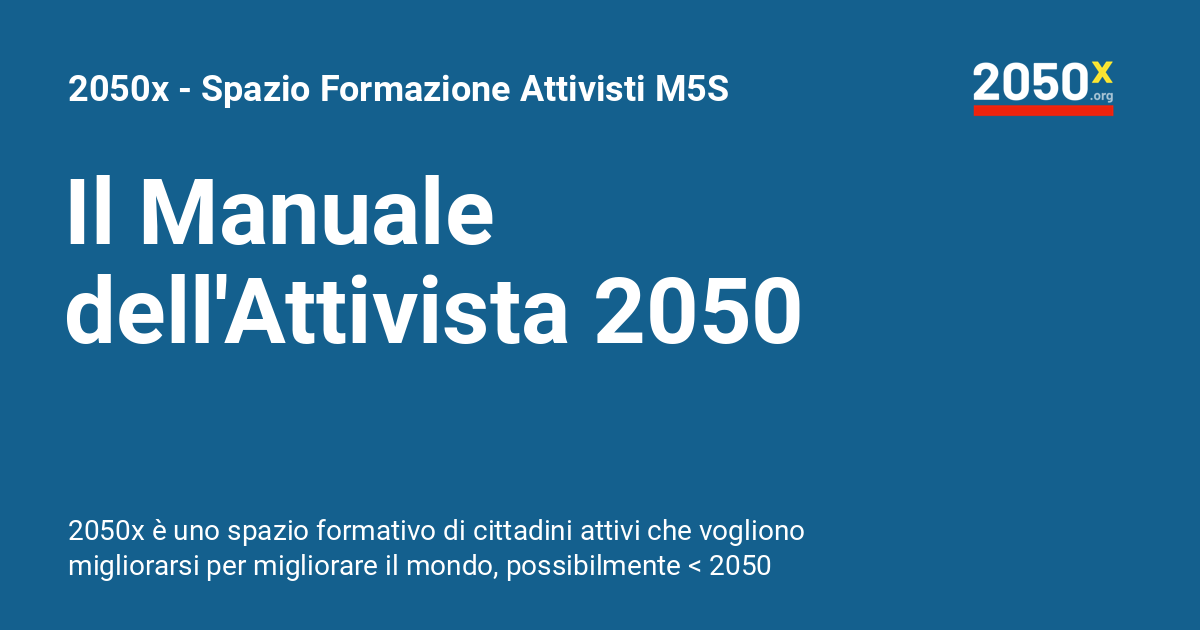 2050x - Spazio Formazione Attivisti M5S
2050x
.org
Il Manuale
dell'Attivista 2050
2050x è uno spazio formativo di cittadini attivi che vogliono
migliorarsi per migliorare il mondo, possibilmente < 2050